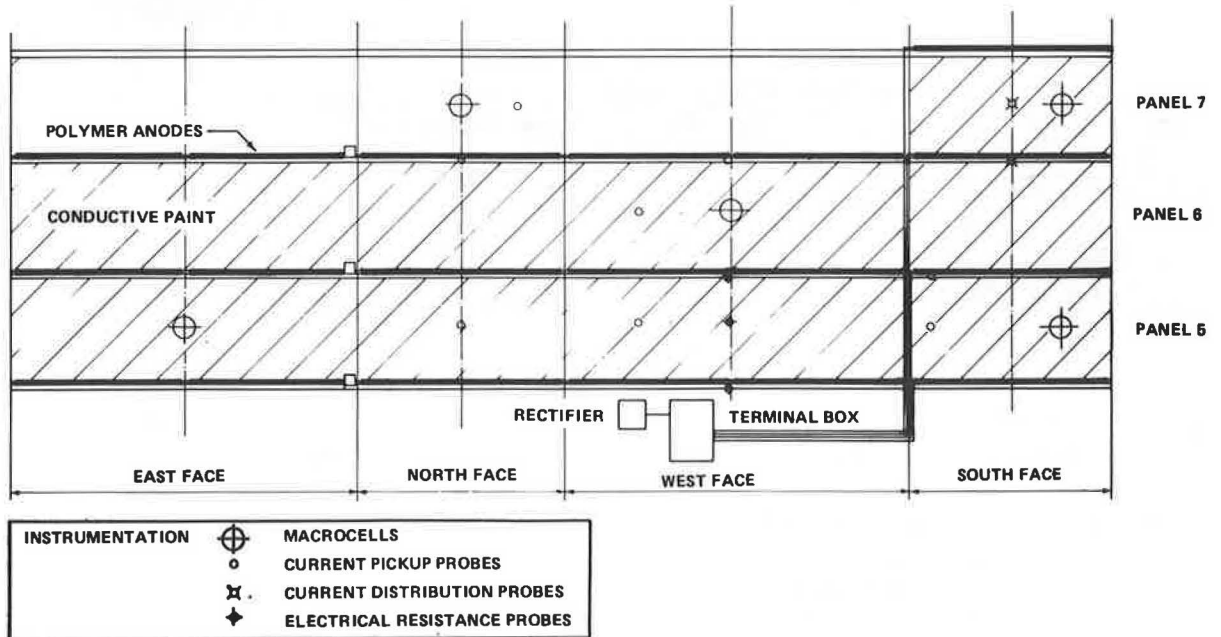 PANEL 7
POLYMER ANODES
CONDUCTIVE PAINT
PANEL 6
PANEL 5
RECTIFIER
TERMINAL BOX
EAST FACE
NORTH FACE
WEST FACE
SOUTH FACE
INSTRUMENTATION
MACROCELLS
CURRENT PICKUP PROBES
CURRENT DISTRIBUTION PROBES
ELECTRICAL RESISTANCE PROBES